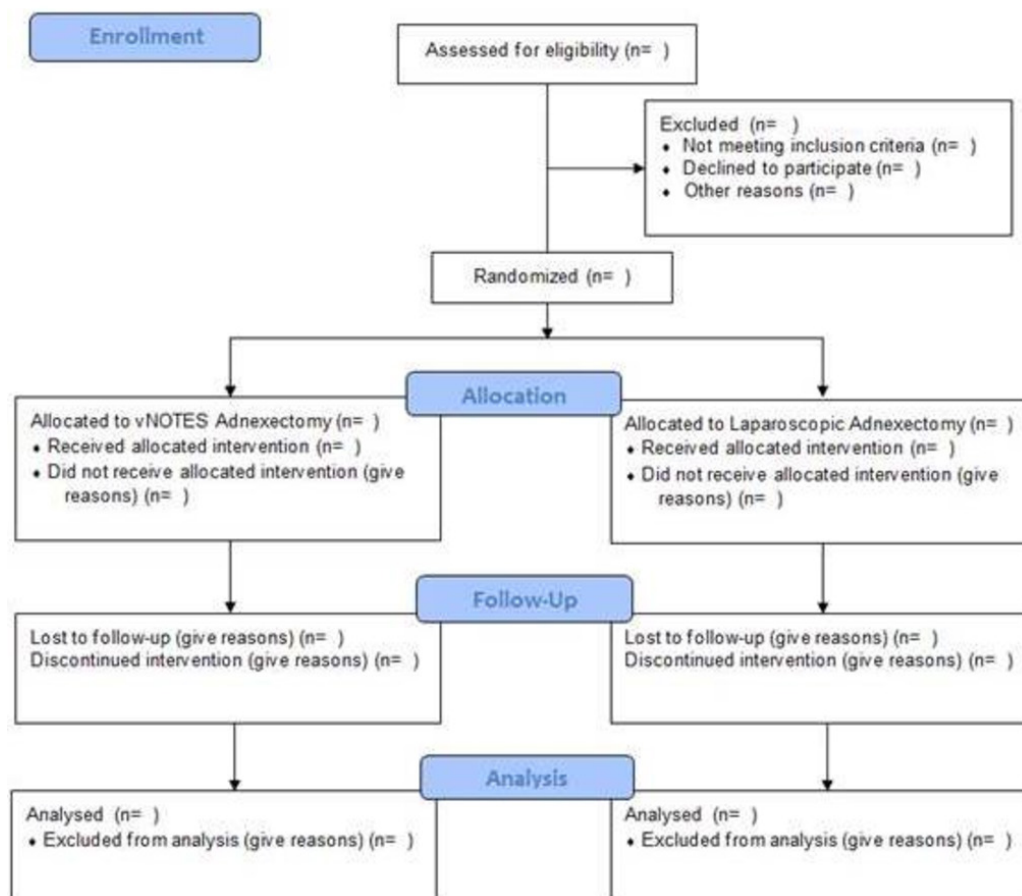 Enrollment
Assessed for eligibility (n= )
Excluded (n= )
♦ Not meeting inclusion criteria (n= )
♦ Declined to participate (n= )
♦ Other reasons (n= )
Randomized (n= )
Allocation
Allocated to vNOTES Adnexectomy (n= )
♦ Received allocated intervention (n= )
♦ Did not receive allocated intervention (give
reasons) (n= )
Allocated to Laparoscopic Adnexectomy (n= )
♦ Received allocated intervention (n= )
♦ Did not receive allocated intervention (give
reasons) (n= )
Follow-Up
Lost to follow-up (give reasons) (n= )
Discontinued intervention (give reasons) (n= )
Lost to follow-up (give reasons) (n= )
Discontinued intervention (give reasons) (n= )
Analysis
Analysed (n= )
♦ Excluded from analysis (give reasons) (n= )
Analysed (n= )
♦ Excluded from analysis (give reasons) (n= )